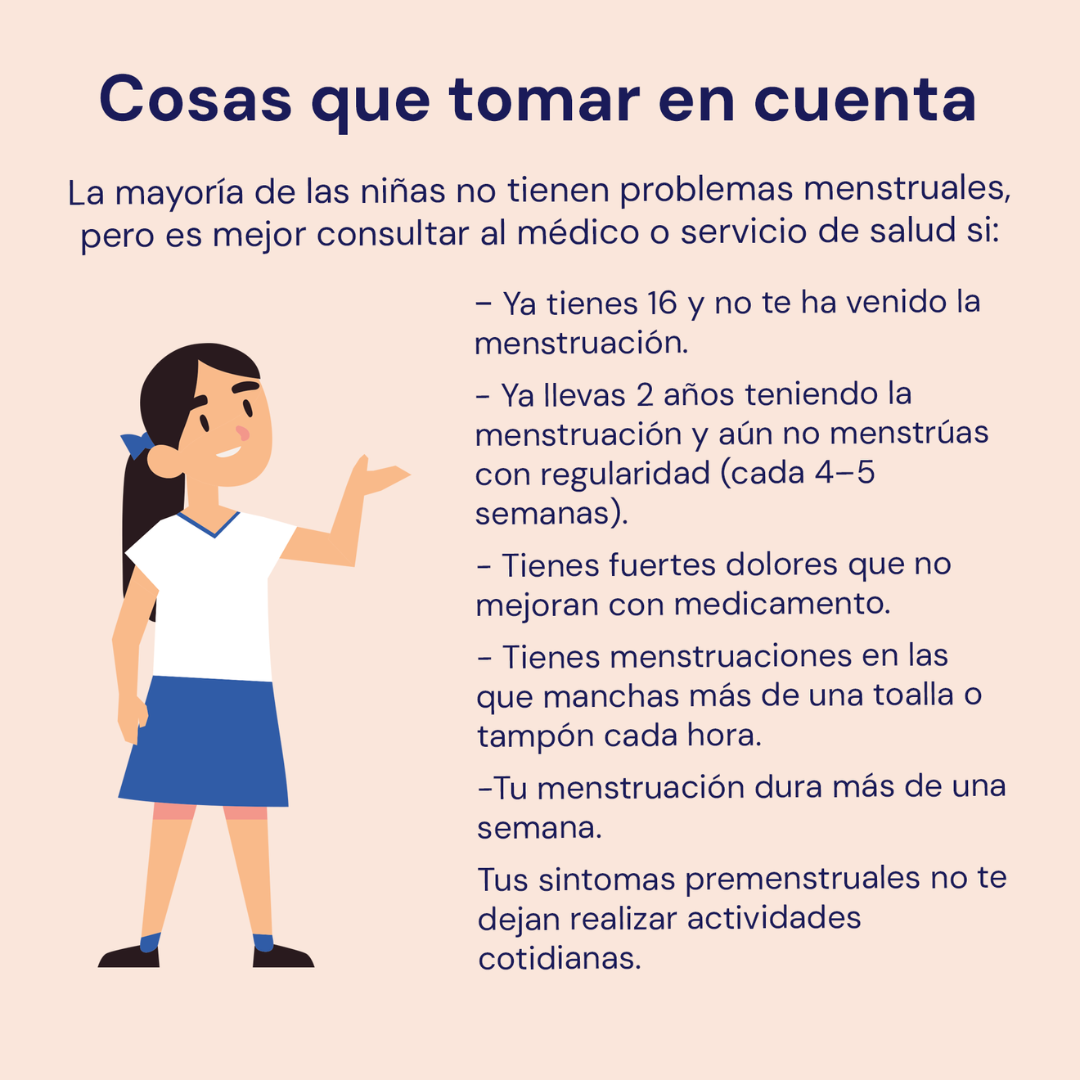 Cosas que tomar en cuenta
La mayoría de las niñas no tienen problemas menstruales,
pero es mejor consultar al médico o servicio de salud si:
– Ya tienes 16 y no te ha venido la
menstruación.
- Ya llevas 2 años teniendo la
menstruación y aún no menstrúas
con regularidad (cada 4–5
semanas).
- Tienes fuertes dolores que no
mejoran con medicamento.
- Tienes menstruaciones en las
que manchas más de una toalla o
tampón cada hora.
-Tu menstruación dura más de una
semana.
Tus sintomas premenstruales no te
dejan realizar actividades
cotidianas.